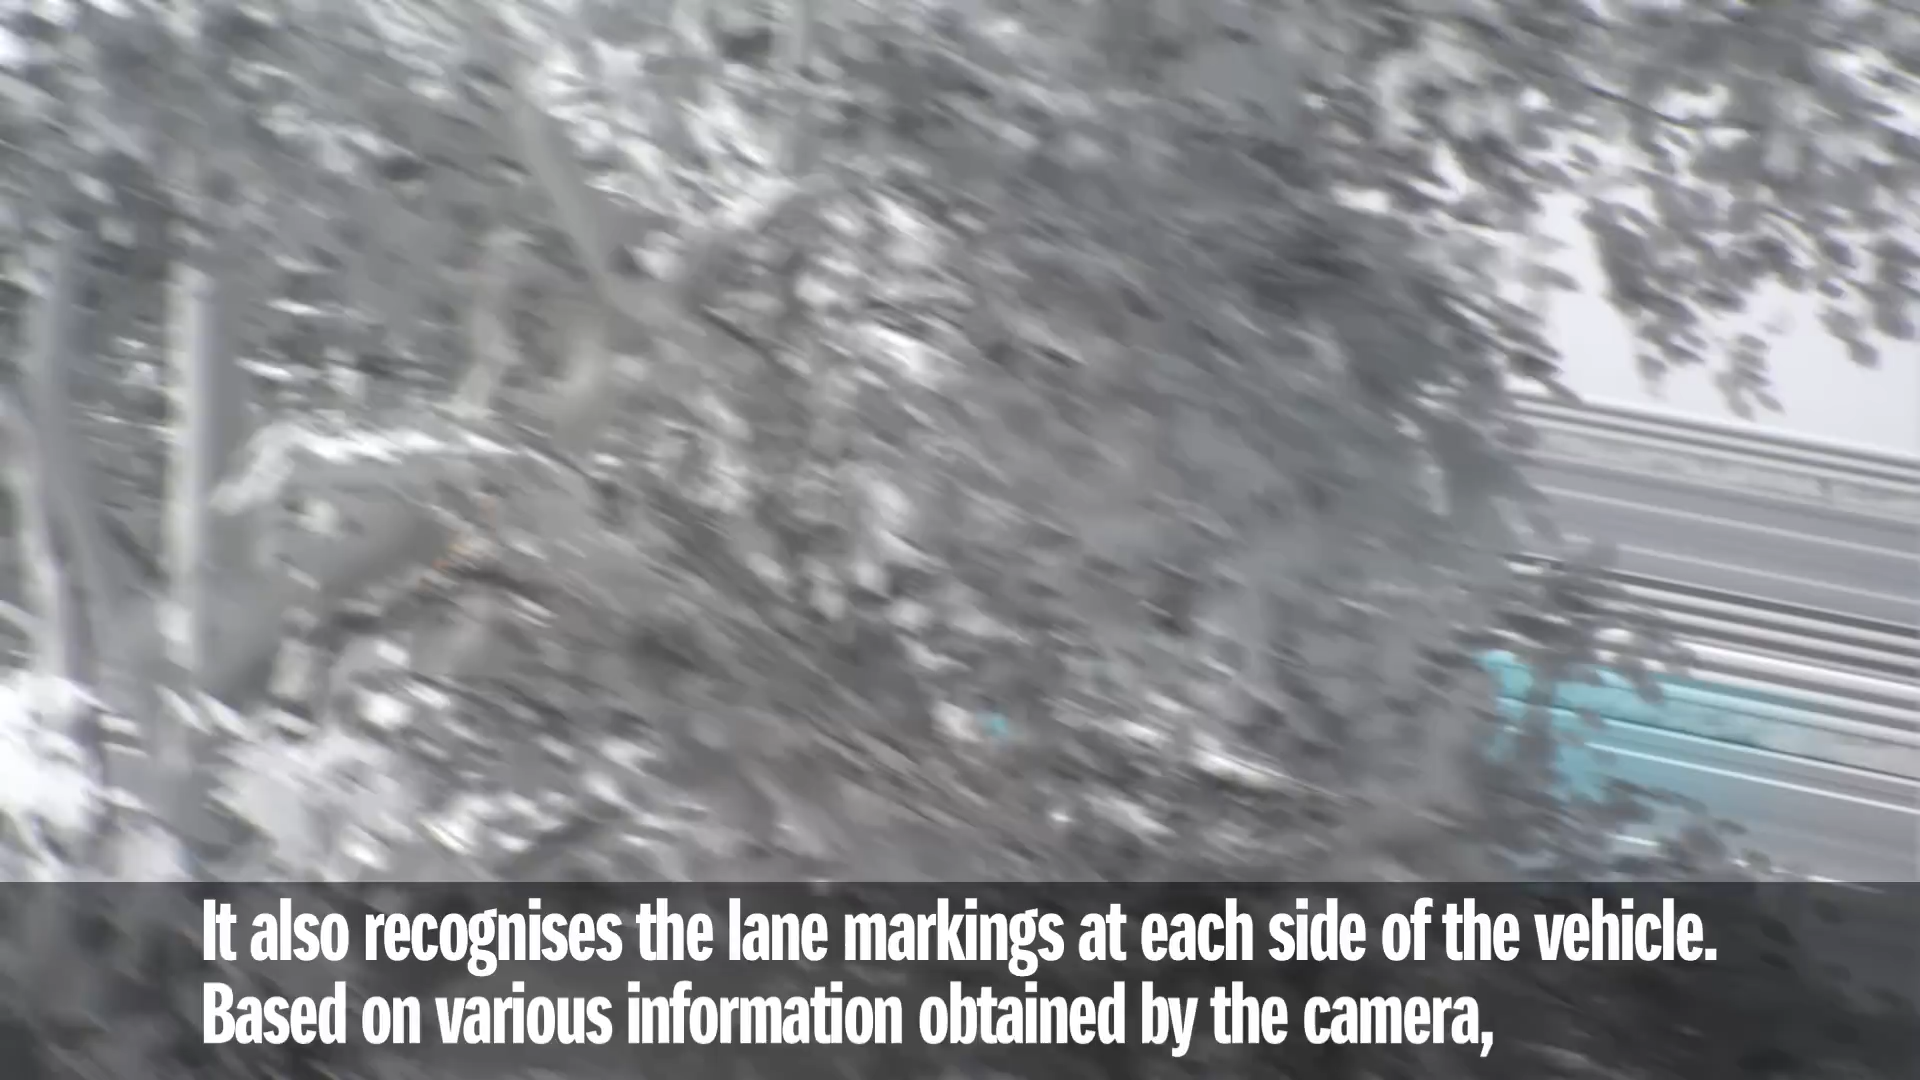 It also recognises the lane markings at each side of the vehicle.
Based on various information obtained by the camera,